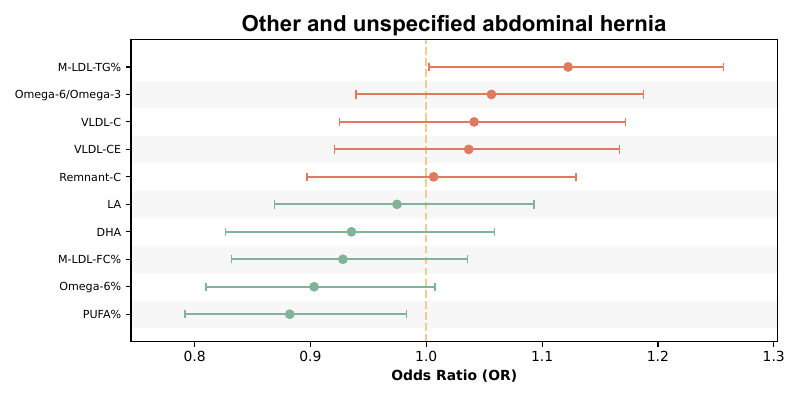 Other and unspecified abdominal hernia
M-LDL-TG%
Omega-6/Omega-3
VLDL-C
VLDL-CE
Remnant-C
LA
DHA
M-LDL-FC%
Omega-6%
PUFA%
0.8 0.9 1.0 1.1 1.2 1.3
Odds Ratio (OR)